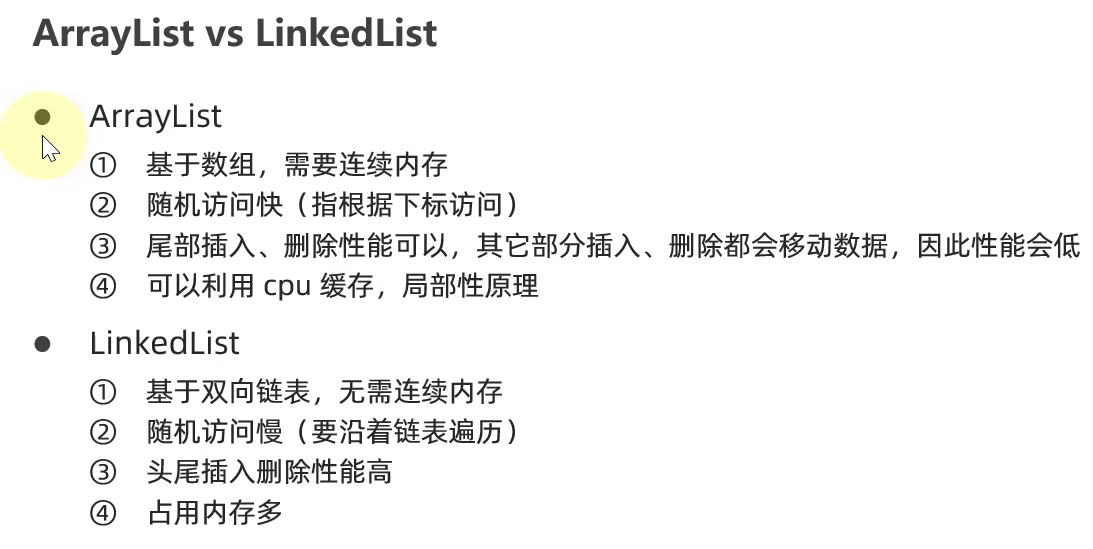 ArrayList vs LinkedList
● ArrayList
① 基于数组，需要连续内存
② 随机访问快（指根据下标访问）
③ 尾部插入、删除性能可以，其它部分插入、删除都会移动数据，因此性能会低
④ 可以利用 cpu 缓存，局部性原理
● LinkedList
① 基于双向链表，无需连续内存
② 随机访问慢（要沿着链表遍历）
③ 头尾插入删除性能高
④ 占用内存多